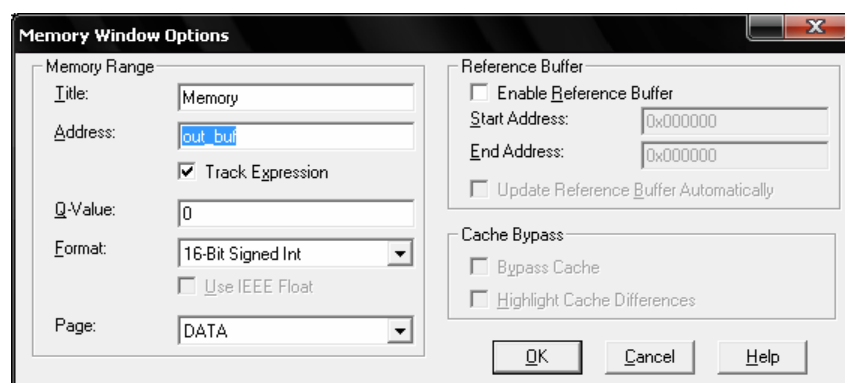 Memory Window Options
Memory Range
Title:
Memory
Address:
out_buf
Track Expression
Q-Value:
0
Format:
16-Bit Signed Int
Use IEEE Float
Page:
DATA
Reference Buffer
Enable Reference Buffer
Start Address:
0x000000
End Address:
0x000000
Update Reference Buffer Automatically
Cache Bypass
Bypass Cache
Highlight Cache Differences
OK
Cancel
Help